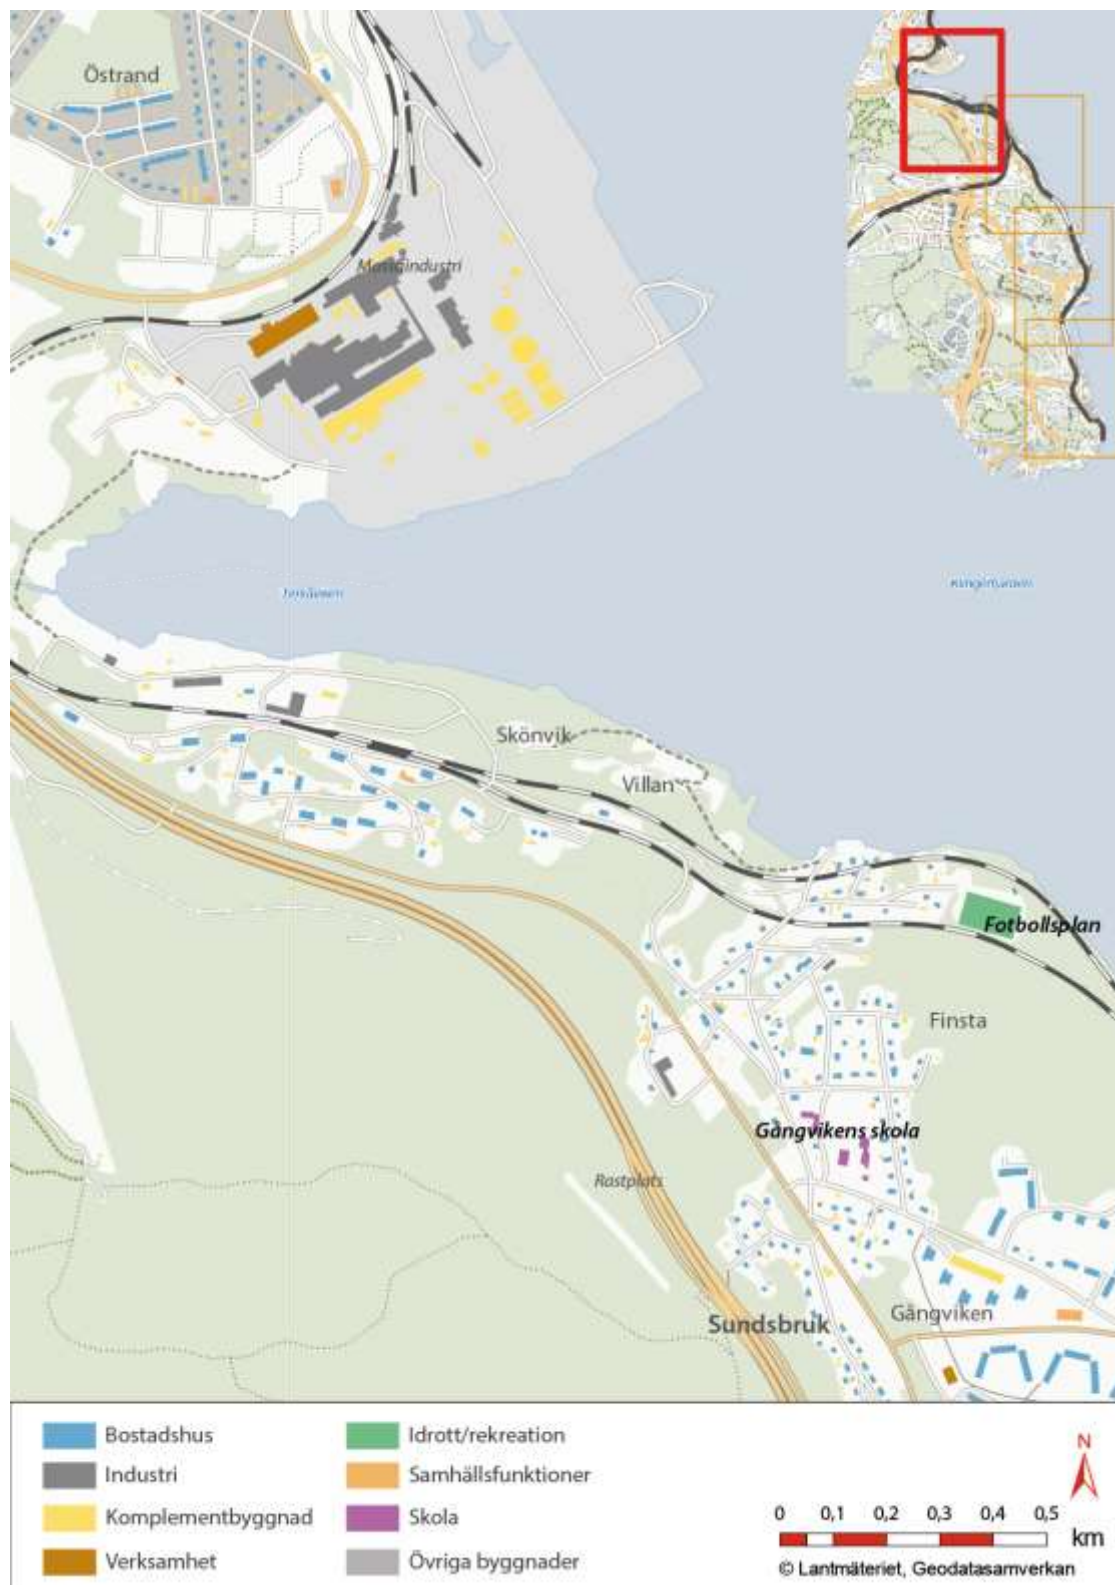 Östrand
Massaindustri
Skönvik
Fotbollsplan
Finsta
Gångvikens skola
Rastplats
Gångviken
Sundsbruk
Bostadshus
Industri
Komplementbyggnad
Verksamhet
Idrott/rekreation
Samhällsfunktioner
Skola
Övriga byggnader
N
0 0,1 0,2 0,3 0,4 0,5
km
© Lantmäteriet, Geodatasamverkan